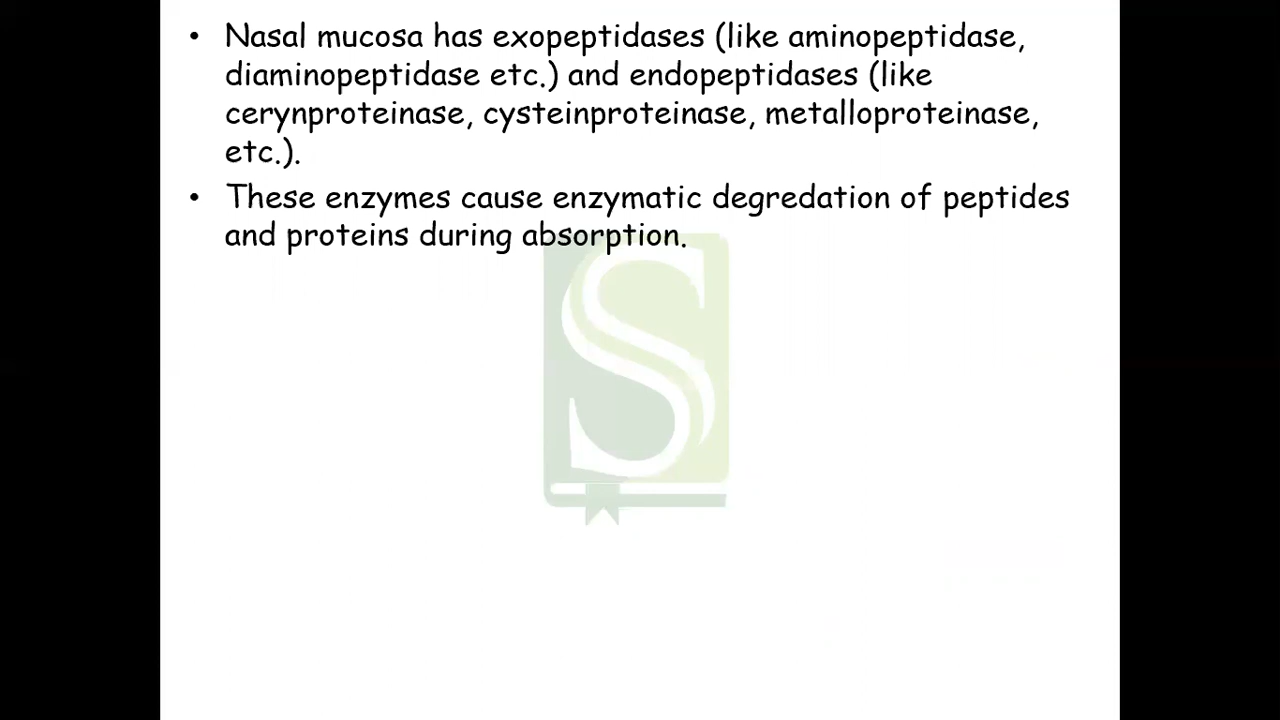 • Nasal mucosa has exopeptidases (like aminopeptidase,
diaminopeptidase etc.) and endopeptidases (like
cerynproteinase, cysteinproteinase, metalloproteinase,
etc.).
• These enzymes cause enzymatic degredation of peptides
and proteins during absorption.
S